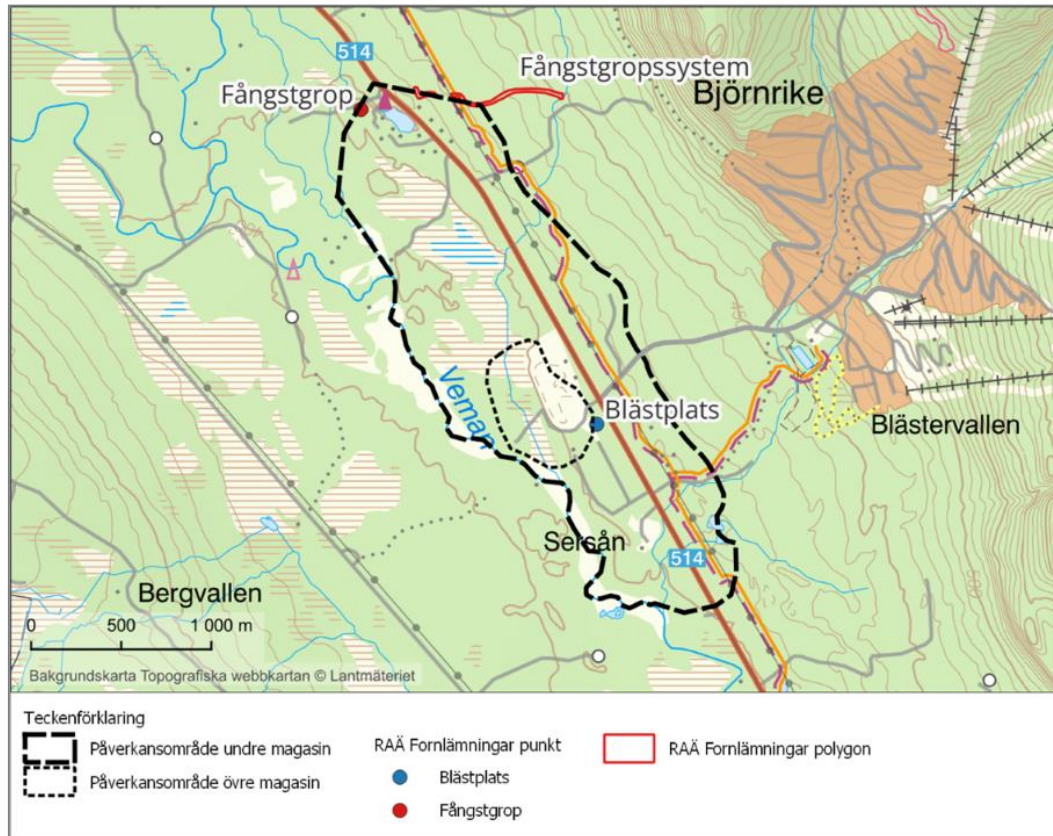 514
Fångstgropssystem
Fångstgrop
Björnrike
Veman
Blästplats
Blästervallen
Sersån
514
Bergvallen
0 500 1 000 m
Bakgrundskarta Topografiska webbkartan © Lantmäteriet
Teckenförklaring
Påverkansområde undre magasin
Påverkansområde övre magasin
RAÄ Fornlämningar punkt
Blästplats
Fångstgrop
RAÄ Fornlämningar polygon